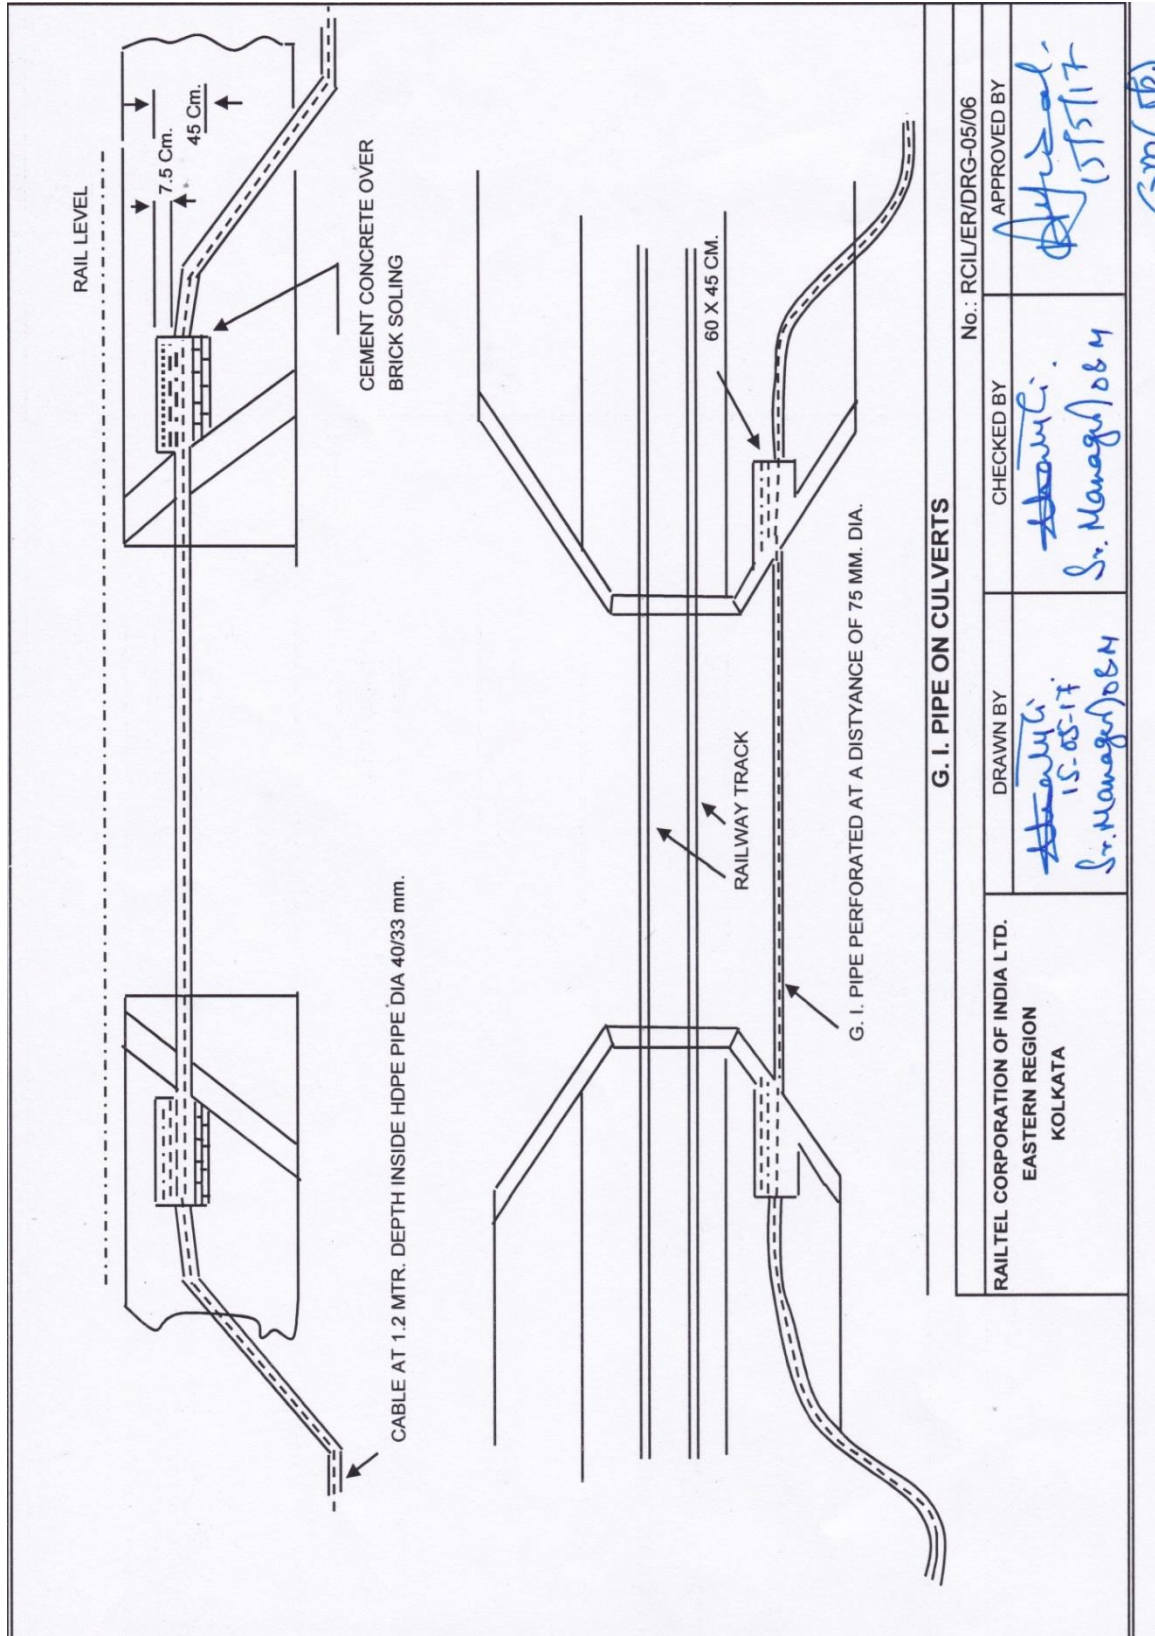 RAIL LEVEL
7.5 Cm.
45 Cm.
CEMENT CONCRETE OVER
BRICK SOLING
CABLE AT 1.2 MTR. DEPTH INSIDE HDPE PIPE DIA 40/33 mm.
60 X 45 CM.
RAILWAY TRACK
G. I. PIPE PERFORATED AT A DISTYANCE OF 75 MM. DIA.
G. I. PIPE ON CULVERTS
No.: RCIL/ER/DRG-05/06
RAILTEL CORPORATION OF INDIA LTD.
EASTERN REGION
KOLKATA
DRAWN BY
15-05-17
Sr. Manager/O&M
CHECKED BY
Sr. Manager/O&M
APPROVED BY
15/5/17